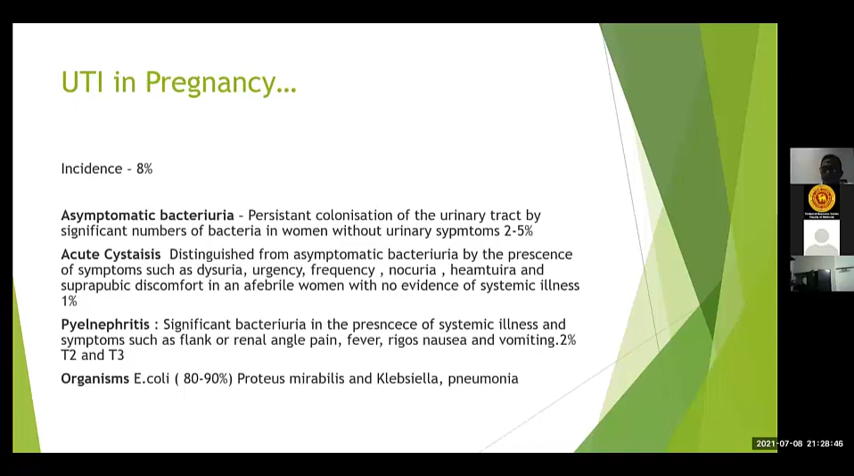 UTI in Pregnancy...
Incidence - 8%
Asymptomatic bacteriuria - Persistant colonisation of the urinary tract by
significant numbers of bacteria in women without urinary sypmtoms 2-5%
Acute Cystaisis Distinguished from asymptomatic bacteriuria by the prescence
of symptoms such as dysuria, urgency, frequency , nocuria , heamtuira and
suprapubic discomfort in an afebrile women with no evidence of systemic illness
1%
Pyelnephritis : Significant bacteriuria in the presncece of systemic illness and
symptoms such as flank or renal angle pain, fever, rigos nausea and vomiting.2%
T2 and T3
Organisms E.coli ( 80-90%) Proteus mirabilis and Klebsiella, pneumonia
2021-07-08 21:28:46